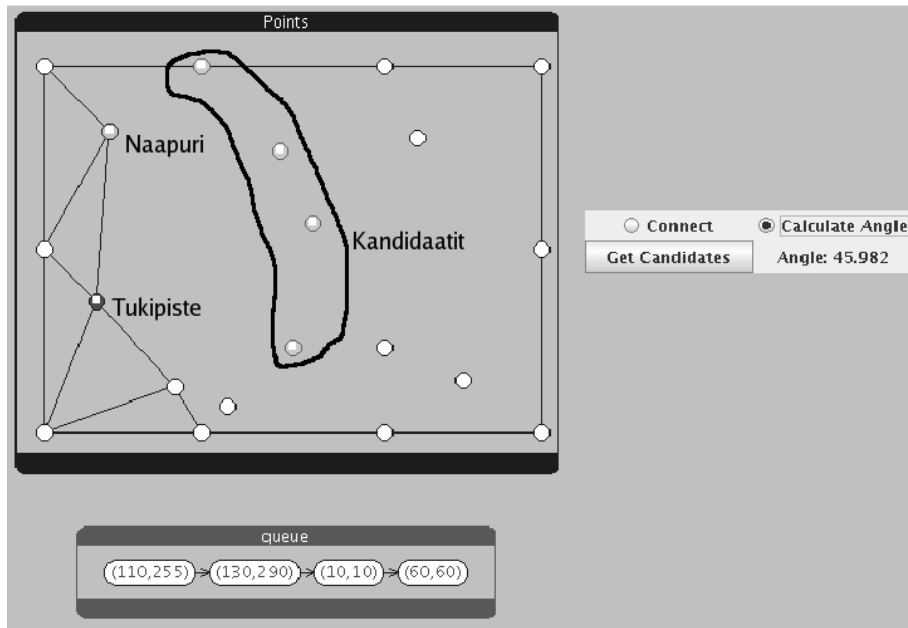 Points
Naapuri
Kandidaatit
Tukipiste
Connect
Calculate Angle
Get Candidates
Angle: 45.982
queue
(110,255)
(130,290)
(10,10)
(60,60)